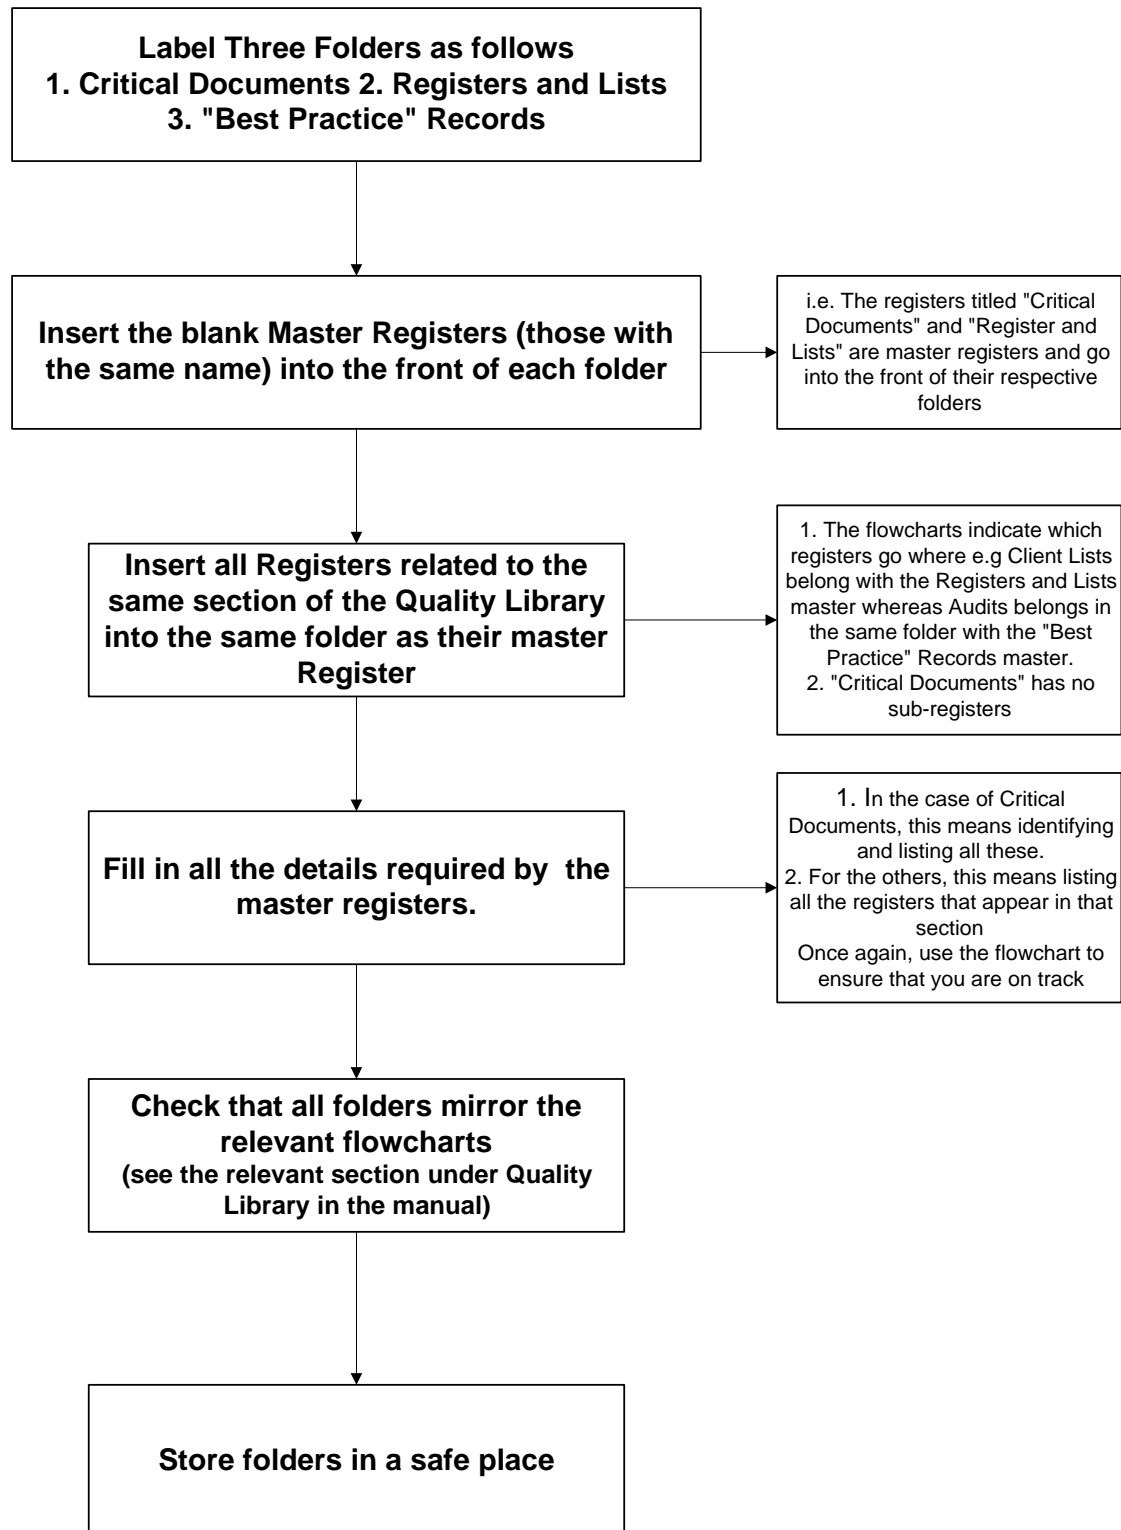 Label Three Folders as follows
1. Critical Documents 2. Registers and Lists
3. "Best Practice" Records
Insert the blank Master Registers (those with
the same name) into the front of each folder
i.e. The registers titled "Critical
Documents" and "Register and
Lists" are master registers and go
into the front of their respective
folders
Insert all Registers related to the
same section of the Quality Library
into the same folder as their master
Register
1. The flowcharts indicate which
registers go where e.g Client Lists
belong with the Registers and Lists
master whereas Audits belongs in
the same folder with the "Best
Practice" Records master.
2. "Critical Documents" has no
sub-registers
Fill in all the details required by the
master registers.
1. In the case of Critical
Documents, this means identifying
and listing all these.
2. For the others, this means listing
all the registers that appear in that
section
Once again, use the flowchart to
ensure that you are on track
Check that all folders mirror the
relevant flowcharts
(see the relevant section under Quality
Library in the manual)
Store folders in a safe place